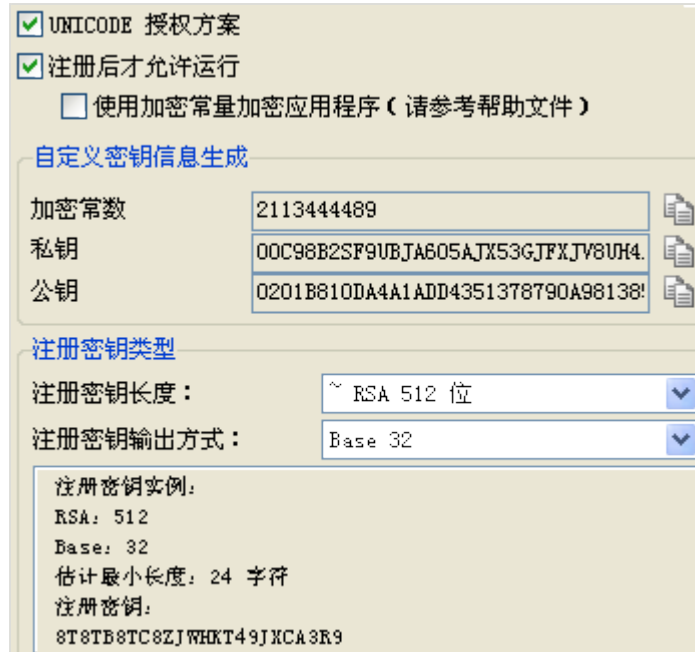 UNICODE 授权方案
注册后才允许运行
使用加密常量加密应用程序(请参考帮助文件)
自定义密钥信息生成
加密常数 2113444489
私钥 00C98B2SF9UBJA605AJX53GJFXJV8UH4.
公钥 0201B810DA4A1ADD4351378790A98138
注册密钥类型
注册密钥长度: ~ RSA 512 位
注册密钥输出方式: Base 32
注册密钥实例:
RSA: 512
Base: 32
估计最小长度: 24 字符
注册密钥:
8T8TB8TC8ZJWHKT49JXCA3R9